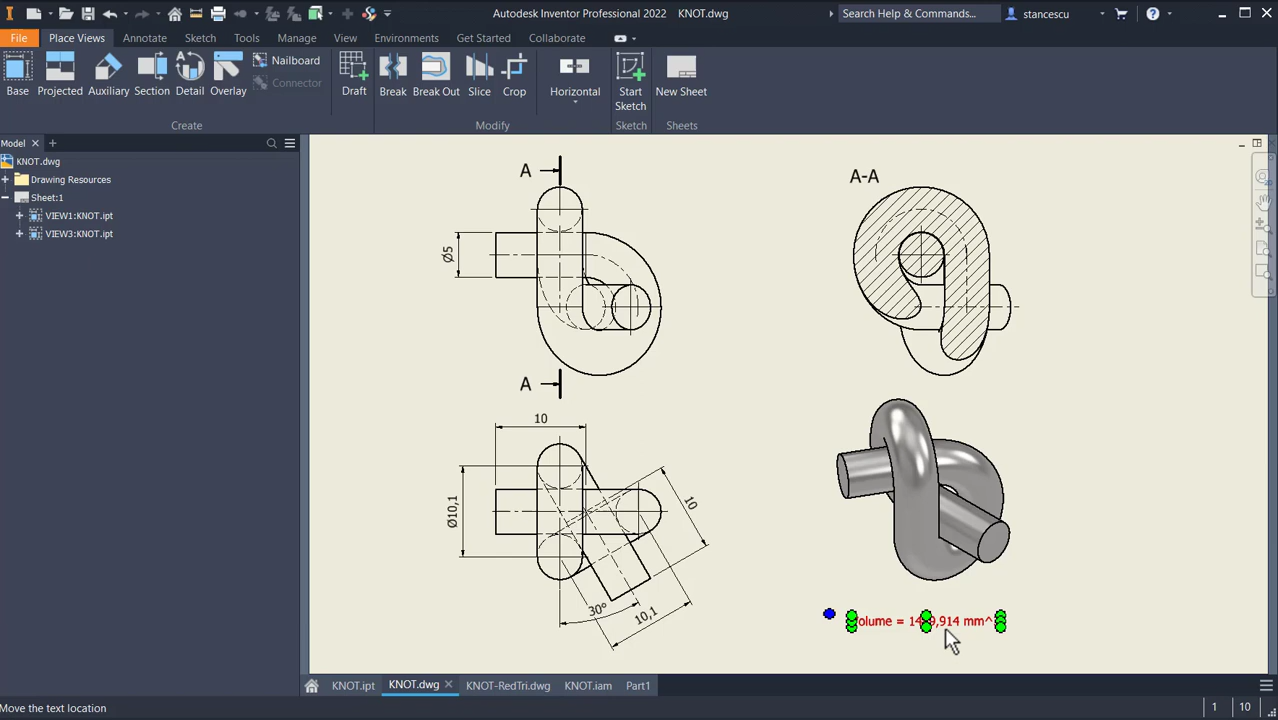 Autodesk Inventor Professional 2022 KNOT.dwg
Search Help & Commands...
stancescu
File Place Views Annotate Sketch Tools Manage View Environments Get Started Collaborate
Base Projected Auxiliary Section Detail Overlay
Nailboard
Connector
Draft
Break Break Out Slice Crop
Horizontal
Start Sketch
New Sheet
Create Modify Sketch Sheets
Model
KNOT.dwg
Drawing Resources
Sheet:1
VIEW1:KNOT.ipt
VIEW3:KNOT.ipt
A
A-A
Ø5
A
10
Ø10,1
10
30°
10,1
= ,914
KNOT.ipt KNOT.dwg KNOT-RedTri.dwg KNOT.iam Part1
Move the text location
1 10